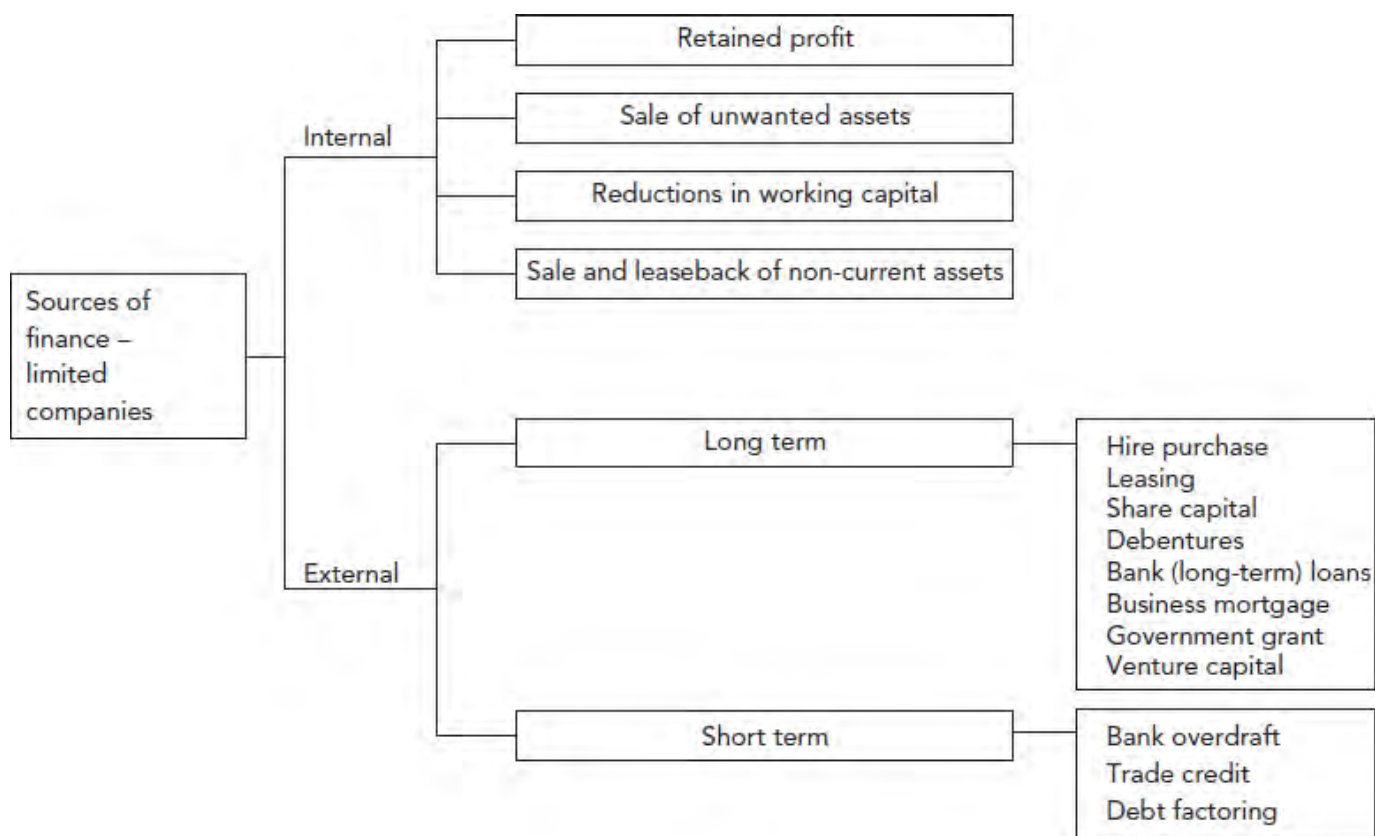 Sources of
finance –
limited
companies
Internal
Retained profit
Sale of unwanted assets
Reductions in working capital
Sale and leaseback of non-current assets
External
Long term
Hire purchase
Leasing
Share capital
Debentures
Bank (long-term) loans
Business mortgage
Government grant
Venture capital
Short term
Bank overdraft
Trade credit
Debt factoring